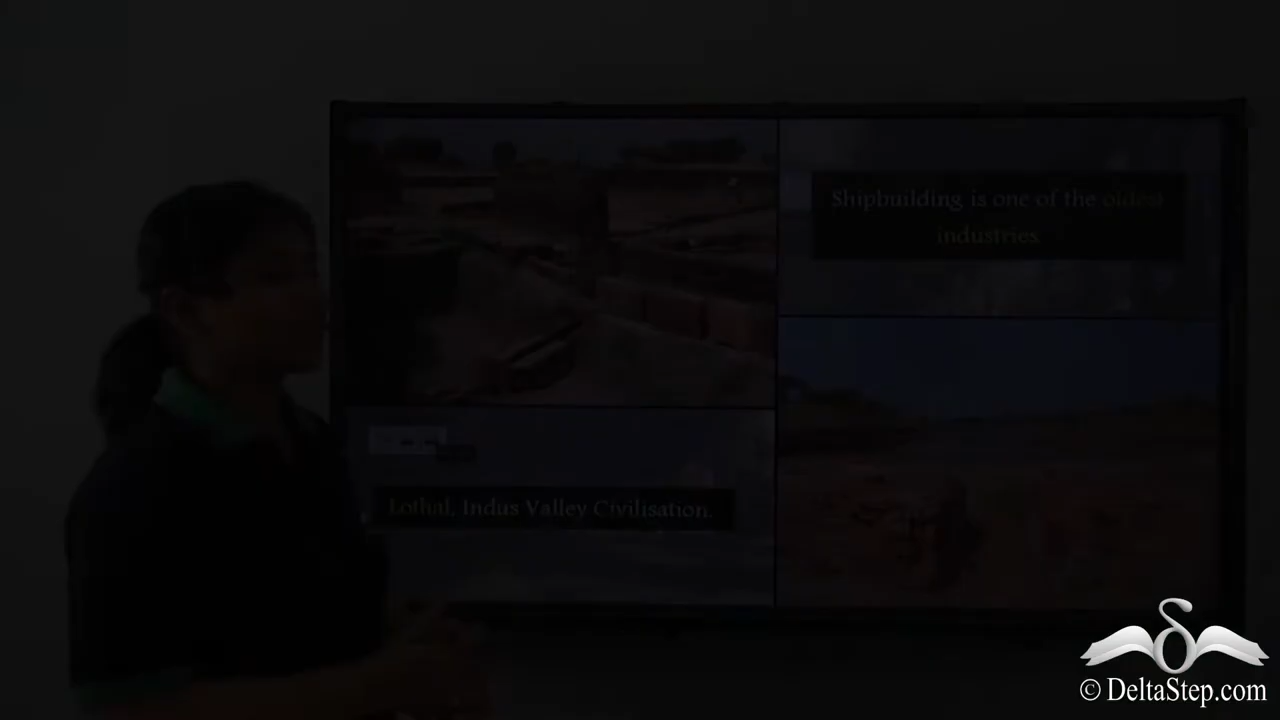 Shipbuilding is one of the oldest
industries
Lothal, Indus Valley Civilisation.
© DeltaStep.com